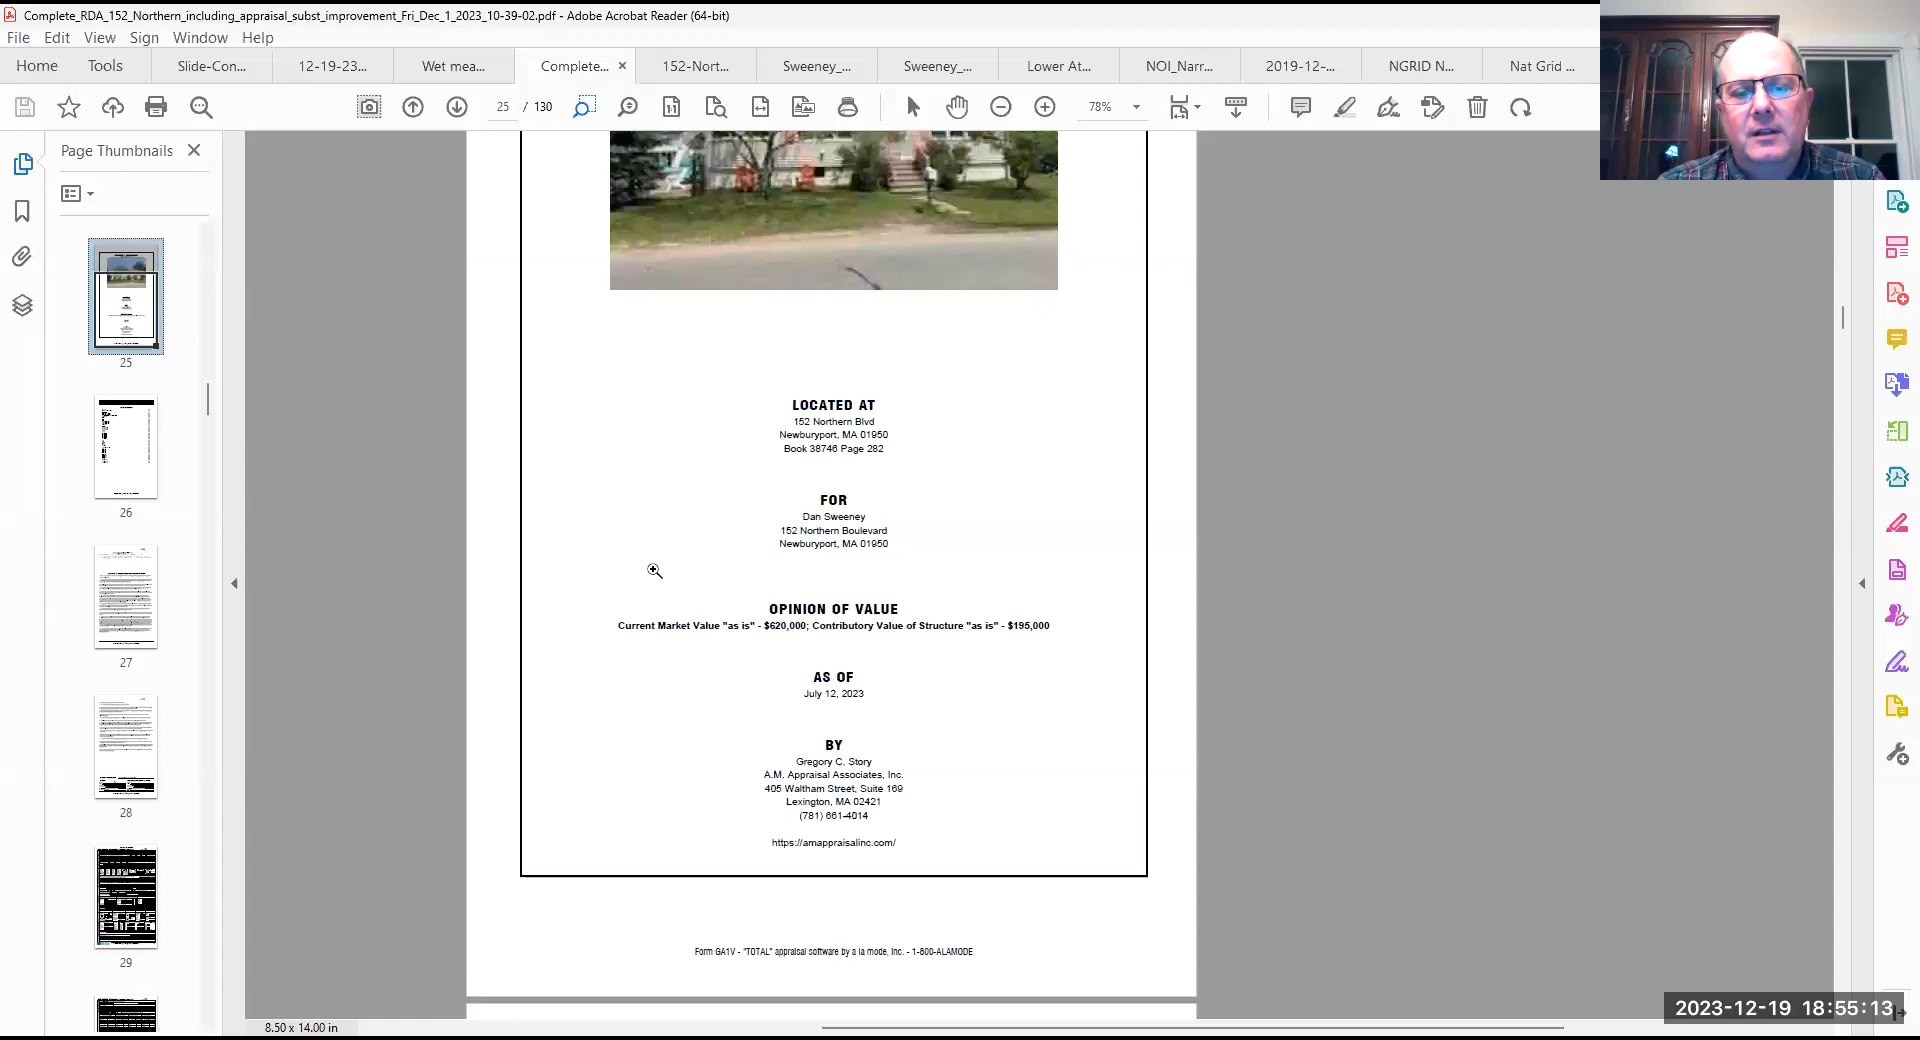 Complete_RDA_152_Northern_including_appraisal_subst_improvement_Fri_Dec_1_2023_10-39-02.pdf - Adobe Acrobat Reader (64-bit)
File Edit View Sign Window Help
Home Tools Slide-Con... 12-19-23... Wet mea... Complete... × 152-Nort... Sweeney_... Sweeney_... Lower At... NOI_Narr... 2019-12-... NGRID N... Nat Grid ...
25 / 130 78%
Page Thumbnails
25
26
27
28
29
LOCATED AT
152 Northern Blvd
Newburyport, MA 01950
Book 38746 Page 282
FOR
Dan Sweeney
152 Northern Boulevard
Newburyport, MA 01950
OPINION OF VALUE
Current Market Value "as is" - $620,000; Contributory Value of Structure "as is" - $195,000
AS OF
July 12, 2023
BY
Gregory C. Story
A.M. Appraisal Associates, Inc.
405 Waltham Street, Suite 169
Lexington, MA 02421
(781) 661-4014
https://amappraisalinc.com/
Form GA1V - "TOTAL" appraisal software by a la mode, inc. - 1-800-ALAMODE
8.50 x 14.00 in
2023-12-19 18:55:13